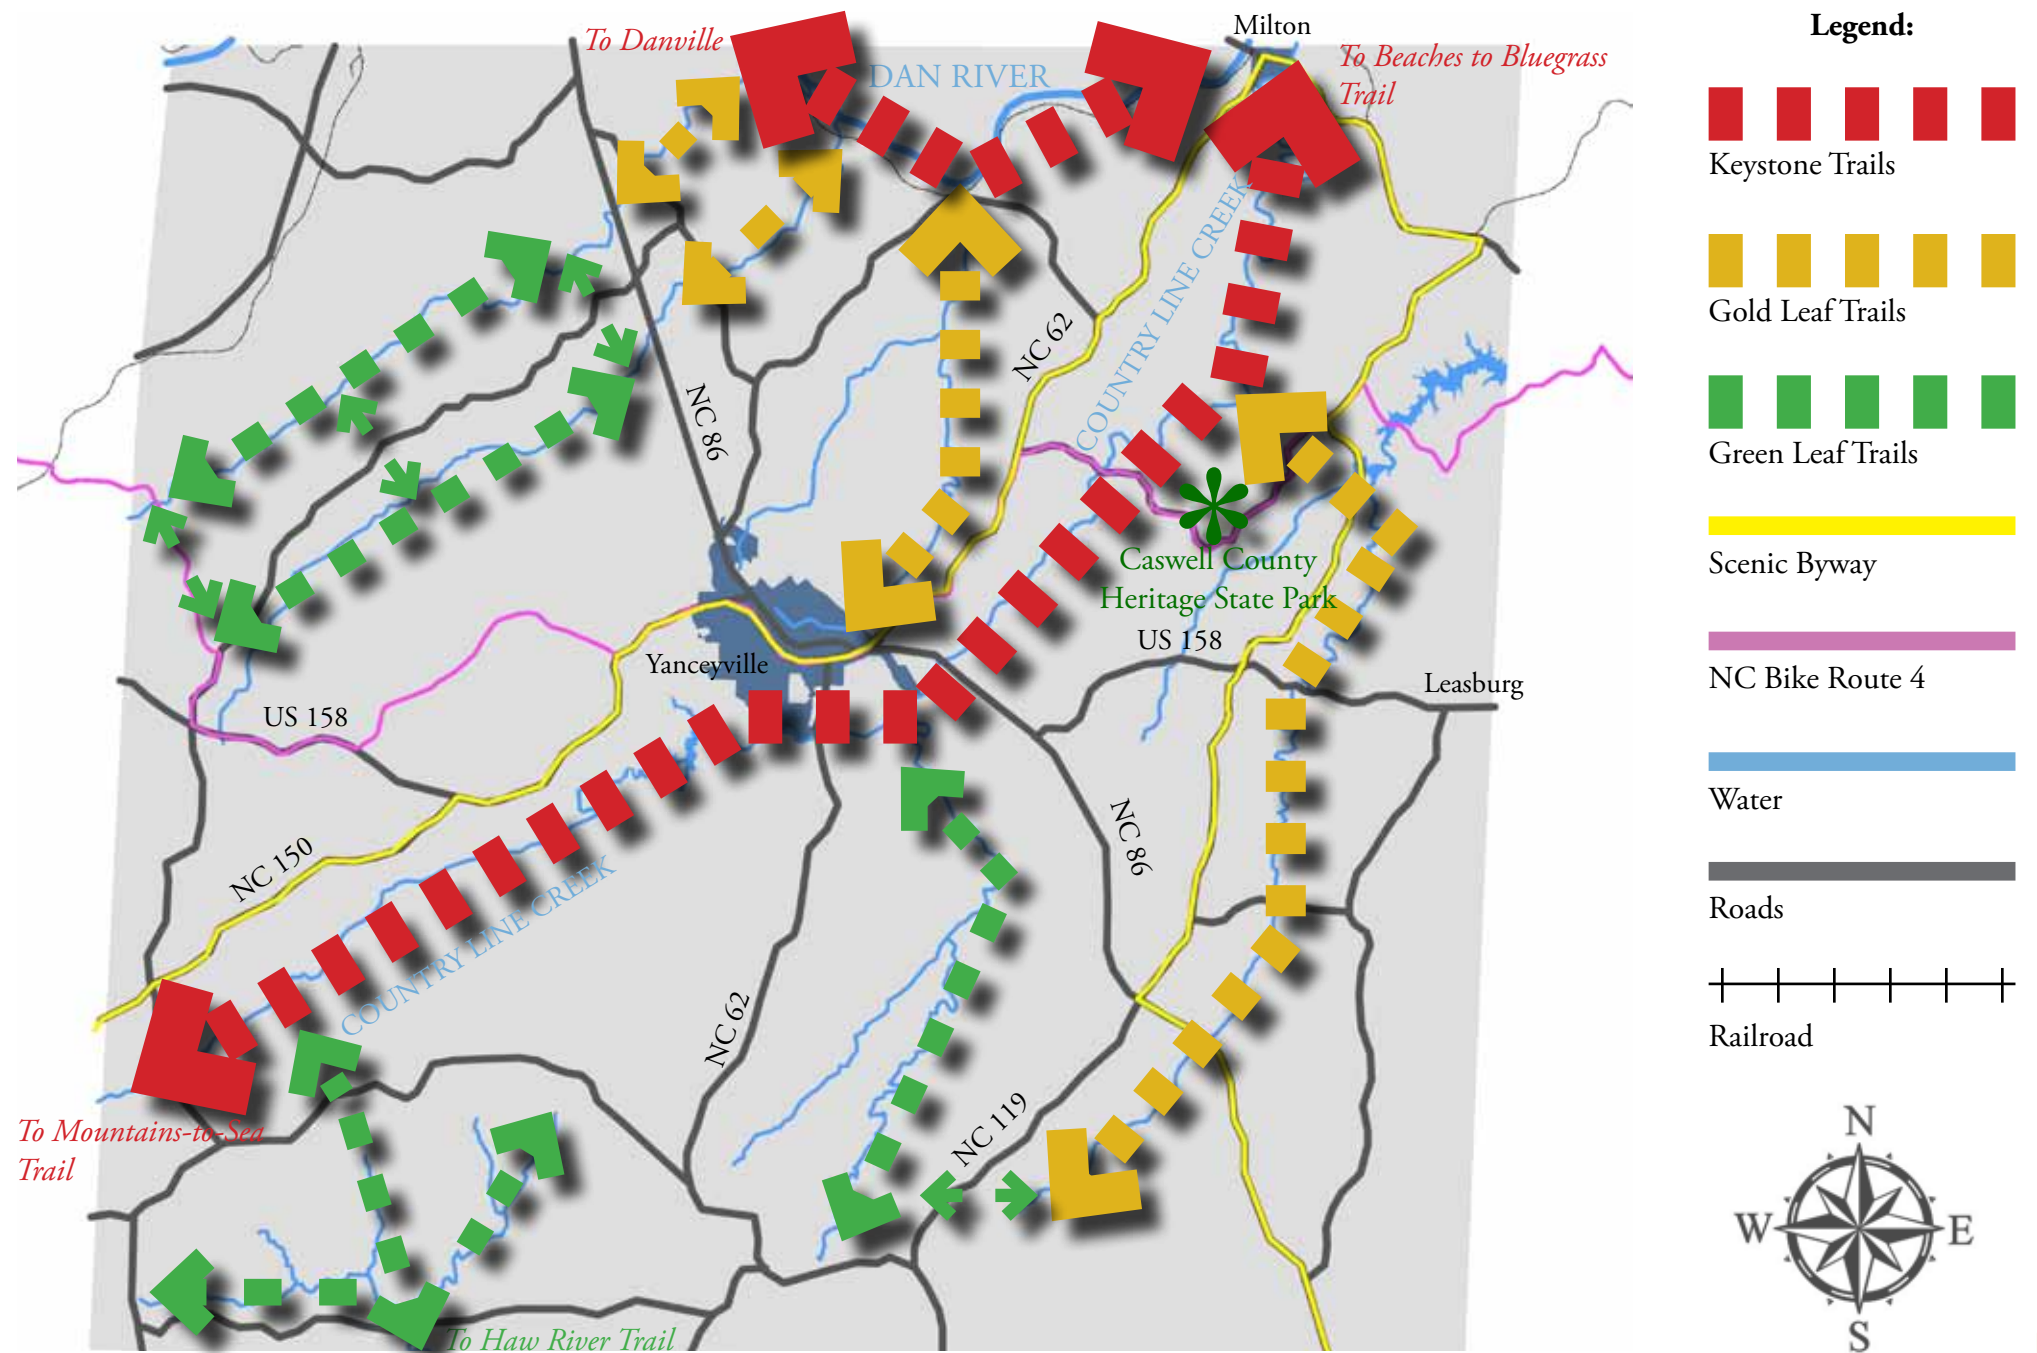 To Danville
DAN RIVER
Milton
To Beaches to Bluegrass
Trail
COUNTRY LINE CREEK
NC 62
NC 86
Caswell County
Heritage State Park
US 158
Yanceyville
Leasburg
US 158
NC 150
NC 86
COUNTRY LINE CREEK
NC 62
NC 119
To Mountains-to-Sea
Trail
To Haw River Trail
Legend:
Keystone Trails
Gold Leaf Trails
Green Leaf Trails
Scenic Byway
NC Bike Route 4
Water
Roads
Railroad
N
W E
S